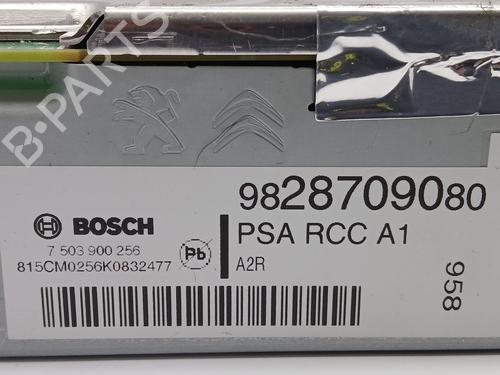 B-PARTS
9828709080
BOSCH
PSA RCC A1
7 503 900 256
815CM0256K0832477
Pb
A2R
958